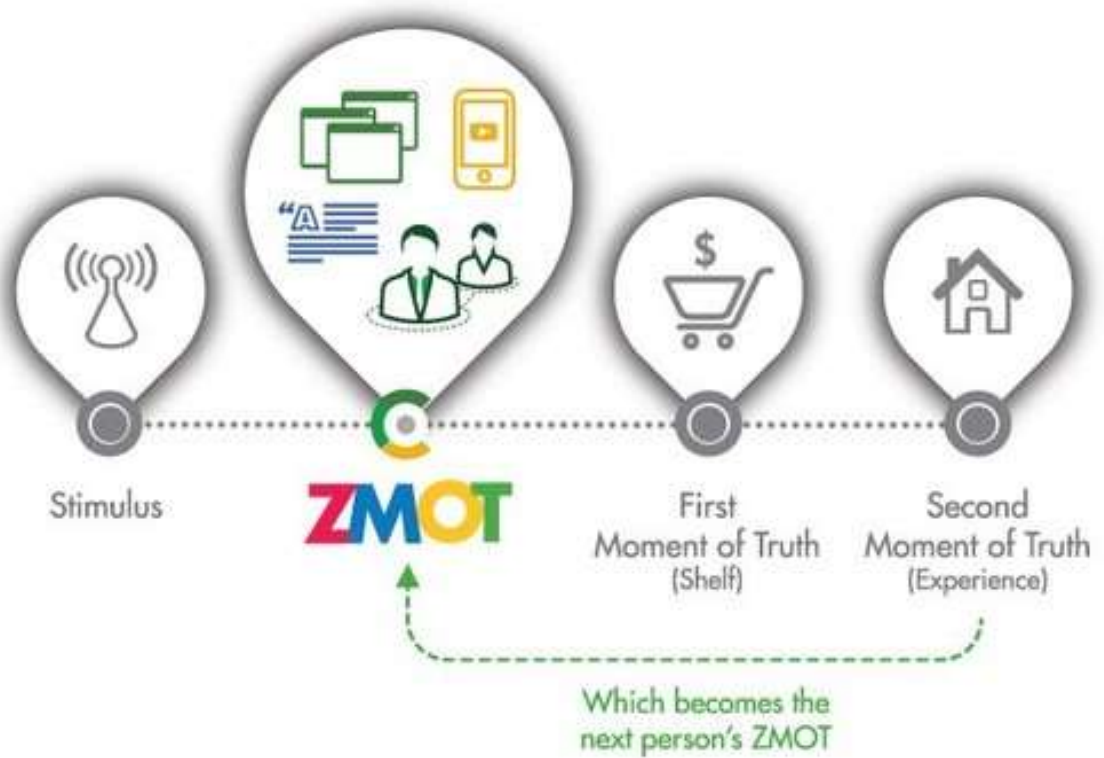 “A
$
Stimulus
ZMOT
First
Moment of Truth
(Shelf)
Second
Moment of Truth
(Experience)
Which becomes the
next person's ZMOT